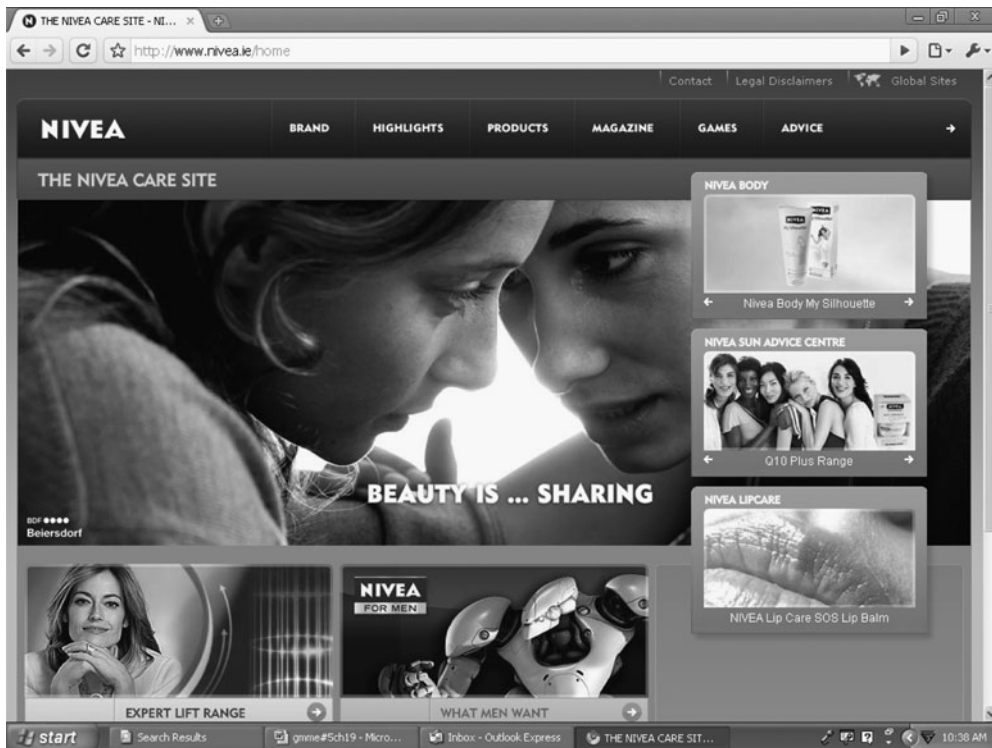 THE NIVEA CARE SITE - NI...
http://www.nivea.ie/home
Contact Legal Disclaimers Global Sites
NIVEA BRAND HIGHLIGHTS PRODUCTS MAGAZINE GAMES ADVICE
THE NIVEA CARE SITE
NIVEA BODY
NIVEA
My Silhouette
Nivea Body My Silhouette
NIVEA SUN ADVICE CENTRE
NIVEA
Q10 Plus Range
BEAUTY IS ... SHARING
BDF
Beiersdorf
NIVEA LIPCARE
NIVEA Lip Care SOS Lip Balm
NIVEA
FOR MEN
EXPERT LIFT RANGE
WHAT MEN WANT
start Search Results gmme#Sch19 - Micro... Inbox - Outlook Express THE NIVEA CARE SIT... 10:38 AM